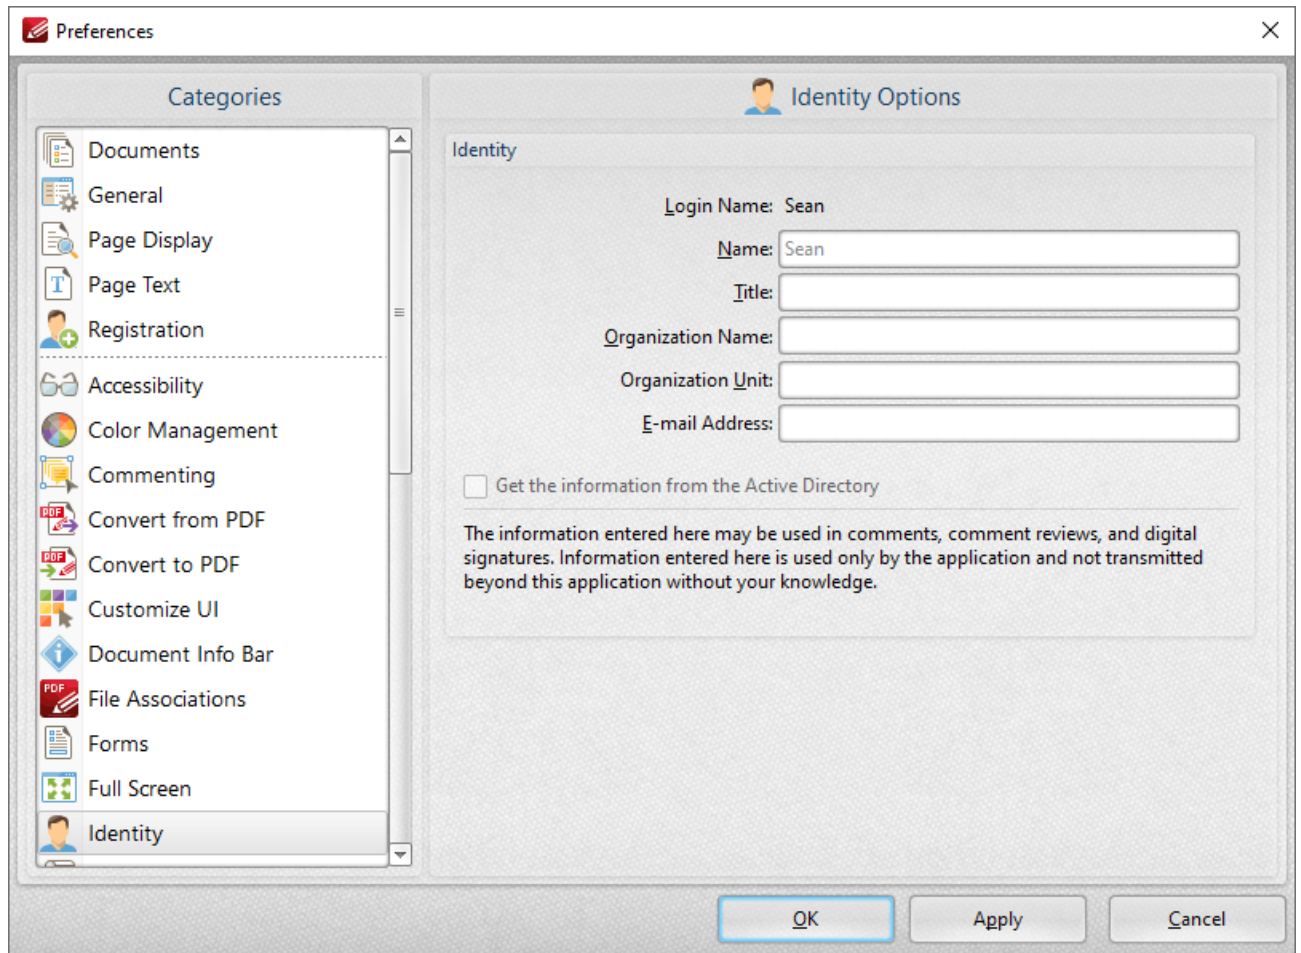 Preferences
Categories
Documents
General
Page Display
T
Page Text
Registration
Accessibility
Color Management
Commenting
PDF
Convert from PDF
PDF
Convert to PDF
Customize UI
i
Document Info Bar
PDF
File Associations
Forms
Full Screen
Identity
Identity Options
Identity
Login Name: Sean
Name: Sean
Title:
Organization Name:
Organization Unit:
E-mail Address:
Get the information from the Active Directory
The information entered here may be used in comments, comment reviews, and digital
signatures. Information entered here is used only by the application and not transmitted
beyond this application without your knowledge.
OK
Apply
Cancel